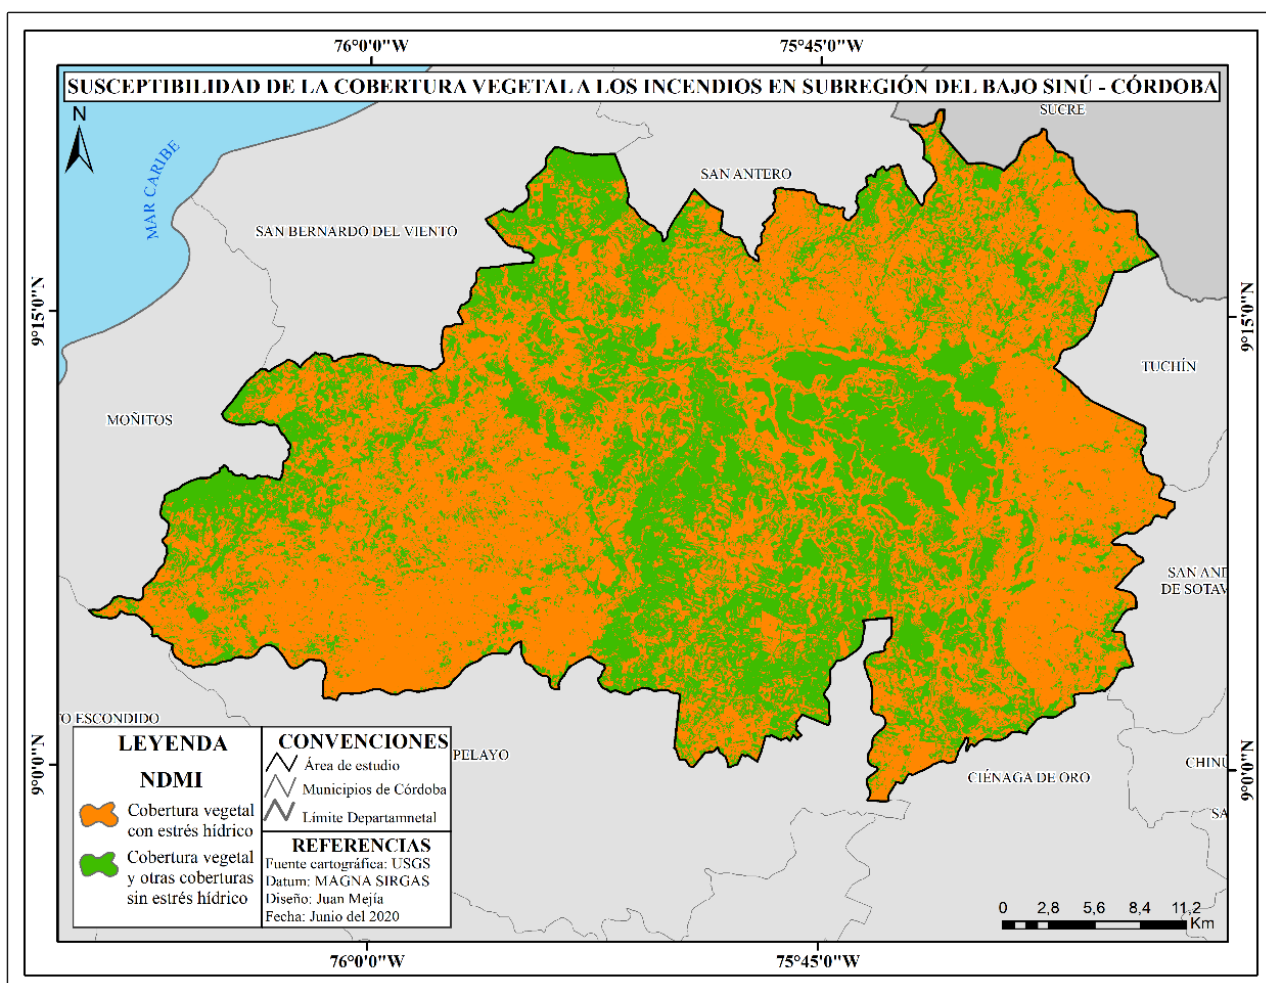 76°0'0"W
75°45'0"W
SUSCEPTIBILIDAD DE LA COBERTURA VEGETAL A LOS INCENDIOS EN SUBREGIÓN DEL BAJO SINÚ - CÓRDOBA
N
SUCRE
MAR CARIBE
SAN ANTERO
SAN BERNARDO DEL VIENTO
9°15'0"N
9°15'0"N
TUCHÍN
MOÑITOS
SAN AND
DE SOTAV
TO ESCONDIDO
PELAYO
9°0'0"N
9°0'0"N
CIÉNAGA DE ORO
CHINÚ
SA
LEYENDA
NDMI
Cobertura vegetal
con estrés hídrico
Cobertura vegetal
y otras coberturas
sin estrés hídrico
CONVENCIONES
Área de estudio
Municipios de Córdoba
Límite Departamnetal
REFERENCIAS
Fuente cartográfica: USGS
Datum: MAGNA SIRGAS
Diseño: Juan Mejía
Fecha: Junio del 2020
0 2,8 5,6 8,4 11,2
Km
76°0'0"W
75°45'0"W